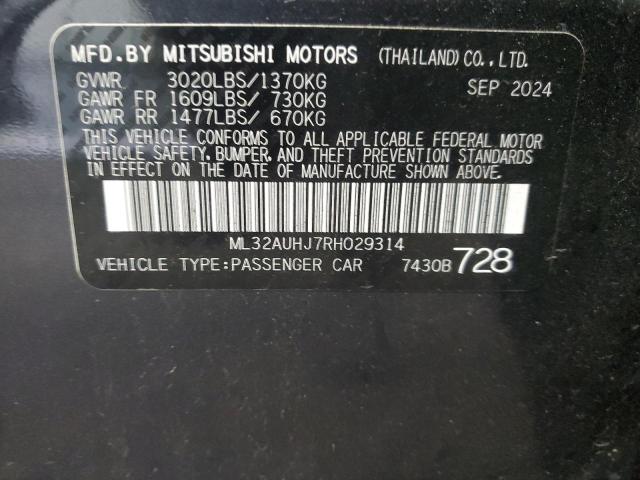 MFD.BY MITSUBISHI MOTORS (THAILAND)CO.,LTD.
GVWR 3020LBS/1370KG SEP 2024
GAWR FR 1609LBS/ 730KG
GAWR RR 1477LBS/ 670KG
THIS VEHICLE CONFORMS TO ALL APPLICABLE FEDERAL MOTOR
VEHICLE SAFETY, BUMPER, AND THEFT PREVENTION STANDARDS
IN EFFECT ON THE DATE OF MANUFACTURE SHOWN ABOVE.
ML32AUHJ7RH029314
VEHICLE TYPE:PASSENGER CAR 7430B 728